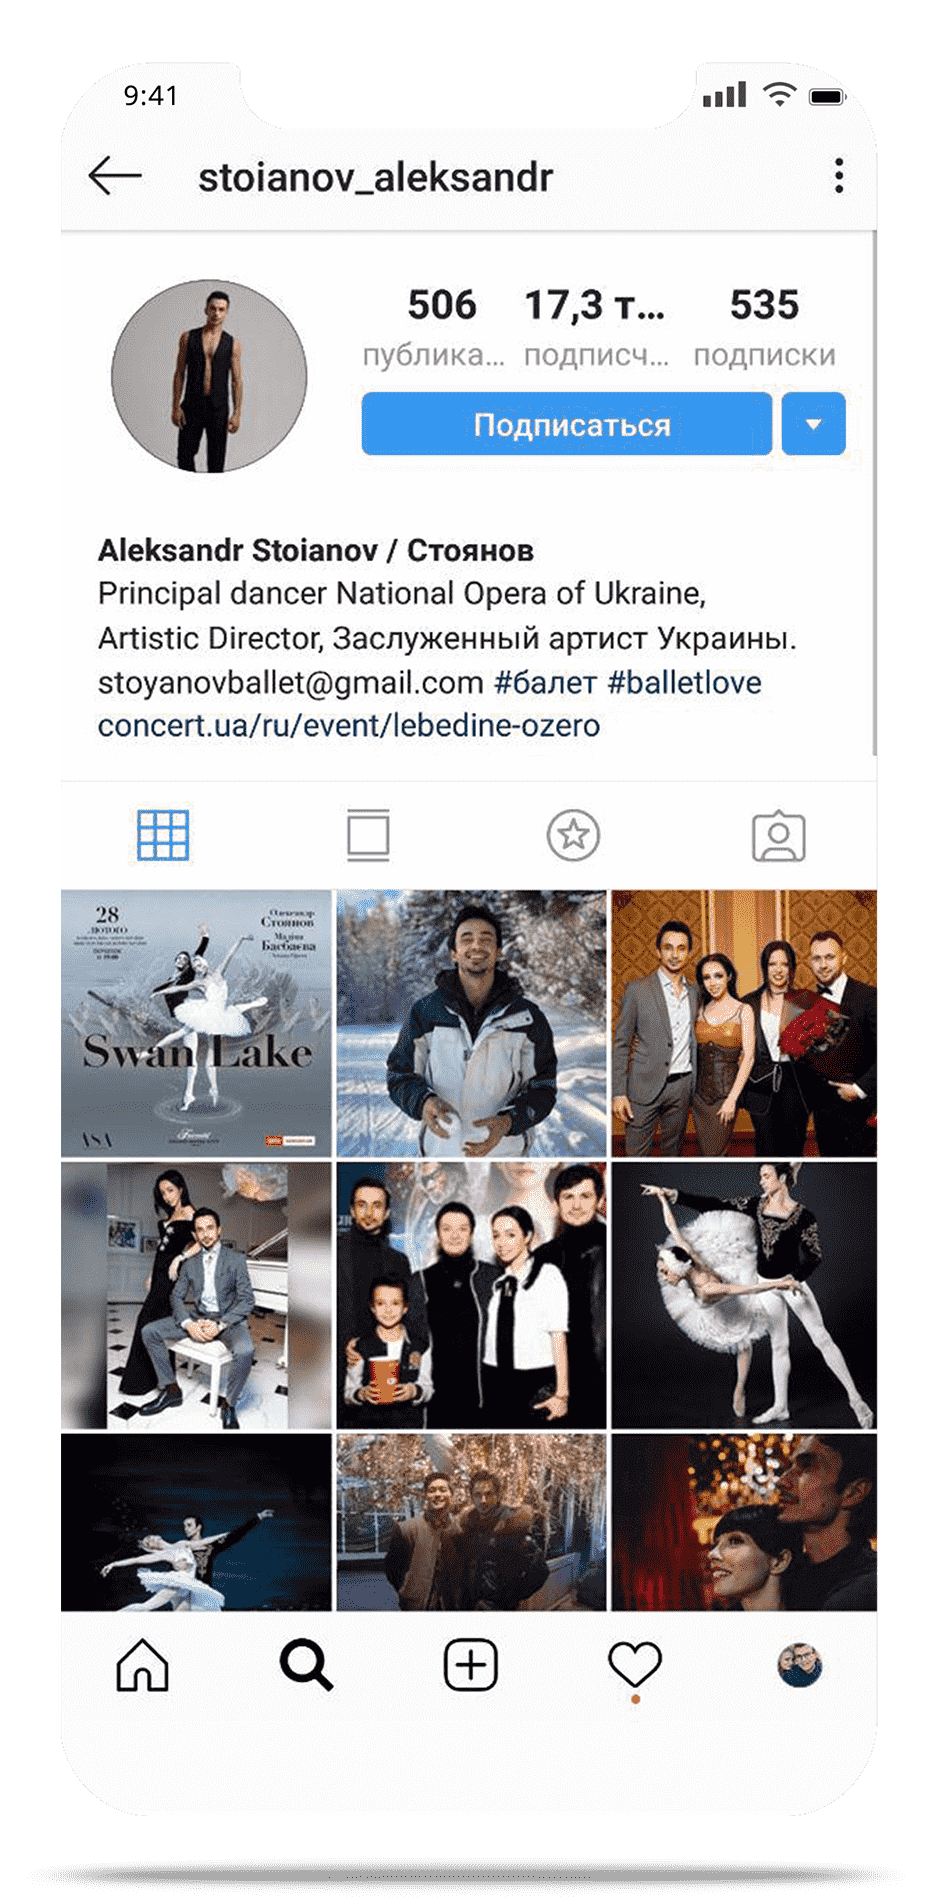 9:41
stoianov_aleksandr
506 17,3 т... 535
публика... подписч... подписки
Подписаться
Aleksandr Stoianov / Стоянов
Principal dancer National Opera of Ukraine,
Artistic Director, Заслуженный артист Украины.
stoyanovballet@gmail.com #балет #balletlove
concert.ua/ru/event/lebedine-ozero
28
ЛЮТОГО
Олександр
Стоянов
Басбаєва
Swan Lake